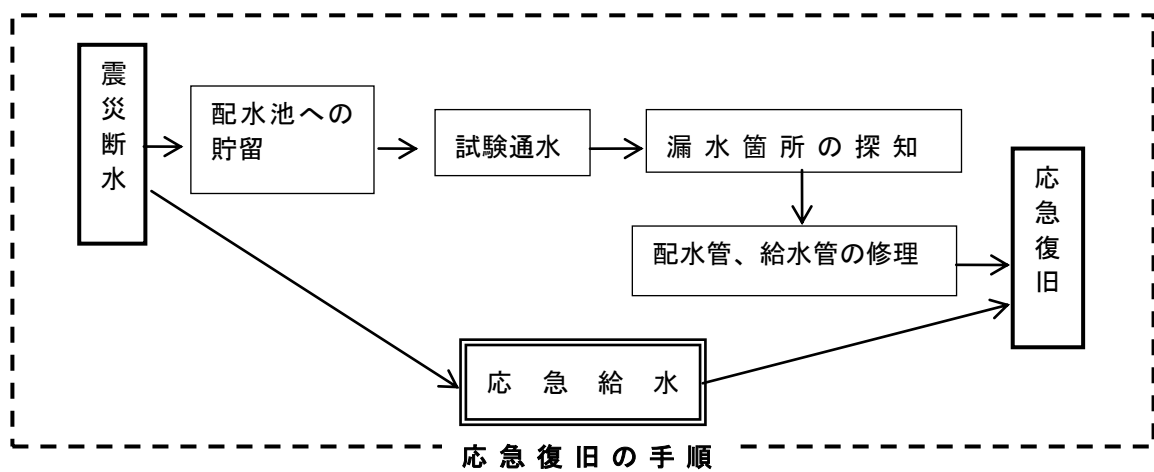 震災断水
配水池への
貯留
試験通水
漏水箇所の探知
配水管、給水管の修理
応急復旧
応急給水
応急復旧の手順